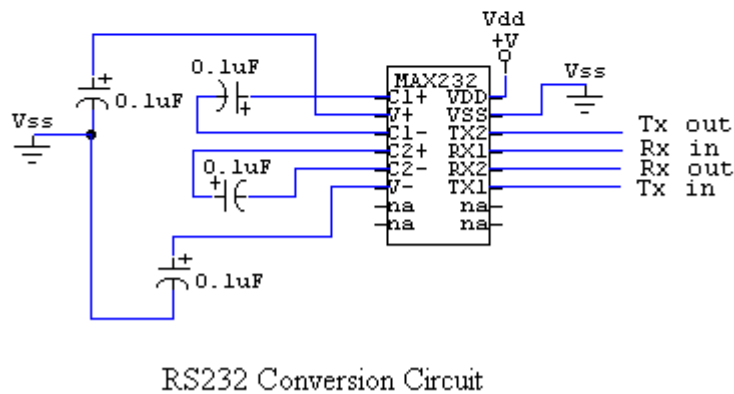 Vdd
+V
0.1uF
MAX232
Vss
+
0.1uF
+
C1+ VDD
V+ VSS
Vss
C1- TX2
Tx out
C2+ RX1
Rx in
0.1uF
+
C2- RX2
Rx out
V- TX1
Tx in
na na
na na
+
0.1uF
RS232 Conversion Circuit